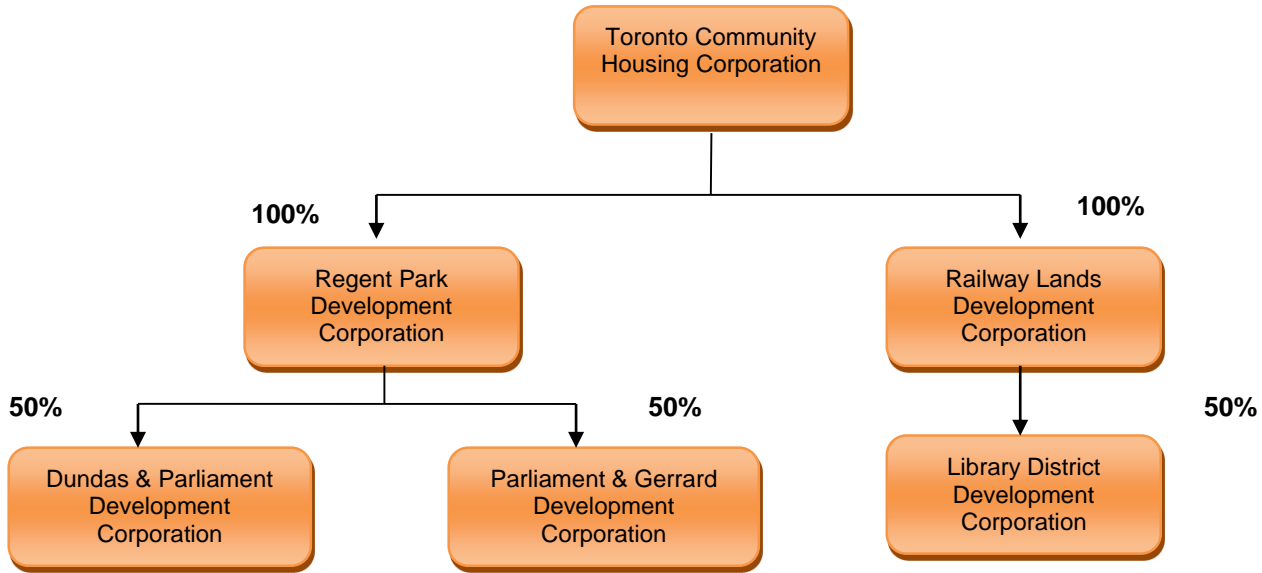 Toronto Community
Housing Corporation
100%
100%
Regent Park
Development
Corporation
Railway Lands
Development
Corporation
50%
50%
50%
Dundas & Parliament
Development
Corporation
Parliament & Gerrard
Development
Corporation
Library District
Development
Corporation